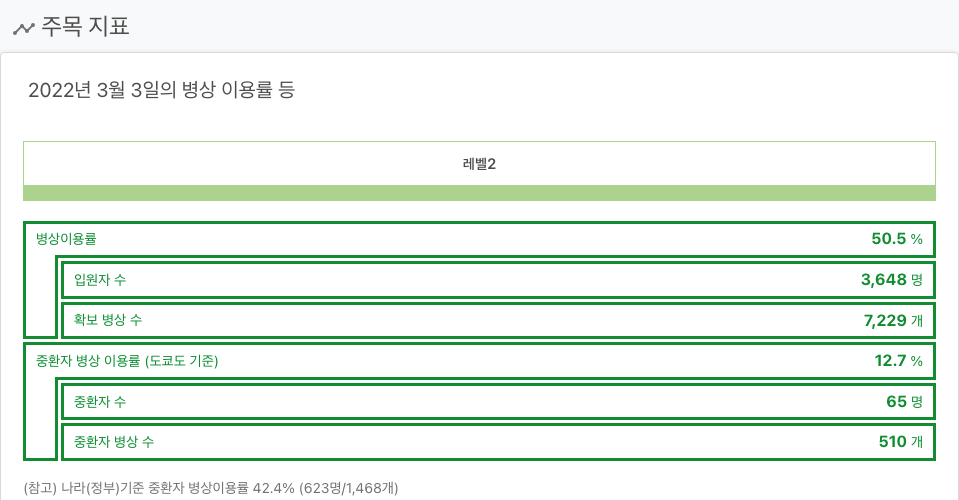 주목 지표
2022년 3월 3일의 병상 이용률 등
레벨2
병상이용률 50.5 %
입원자 수 3,648 명
확보 병상 수 7,229 개
중환자 병상 이용률 (도쿄도 기준) 12.7 %
중환자 수 65 명
중환자 병상 수 510 개
(참고) 나라(정부)기준 중환자 병상이용률 42.4% (623명/1,468개)